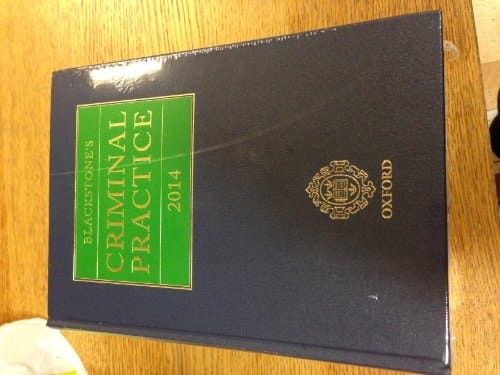 BLACKSTONE'S
CRIMINAL
PRACTICE
2014
OXFORD